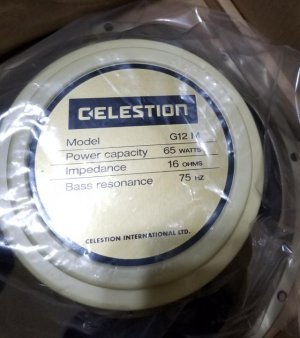 CELESTION
Model G12 M
Power capacity 65 WATTS
Impedance 16 OHMS
Bass resonance 75 HZ
CELESTION INTERNATIONAL LTD.